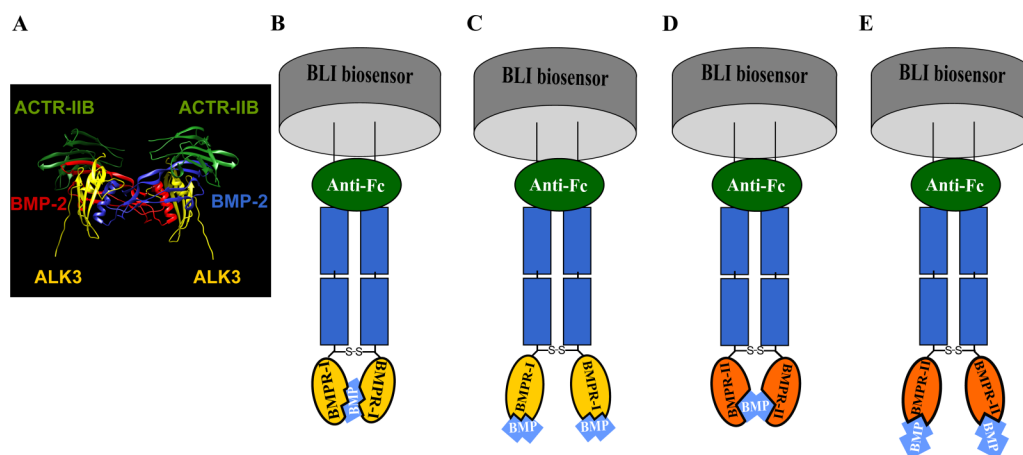 A
ACTR-IIB ACTR-IIB
BMP-2 BMP-2
ALK3 ALK3
B
BLI biosensor
Anti-Fc
S-S
BMPR-I BMP BMPR-I
C
BLI biosensor
Anti-Fc
S-S
BMPR-I BMPR-I
BMP BMP
D
BLI biosensor
Anti-Fc
S-S
BMPR-II BMP BMPR-II
E
BLI biosensor
Anti-Fc
S-S
BMPR-II BMPR-II
BMP BMP